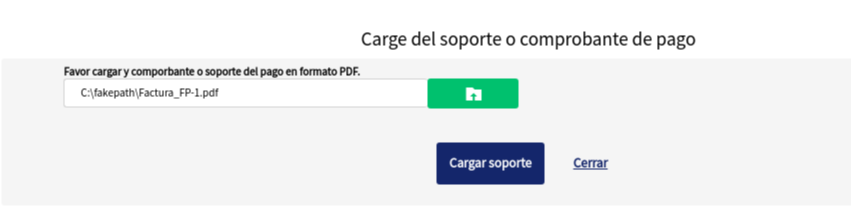 Carge del soporte o comprobante de pago
Favor cargar y comporbante o soporte del pago en formato PDF.
C:\fakepath\Factura_FP-1.pdf
Cargar soporte
Cerrar